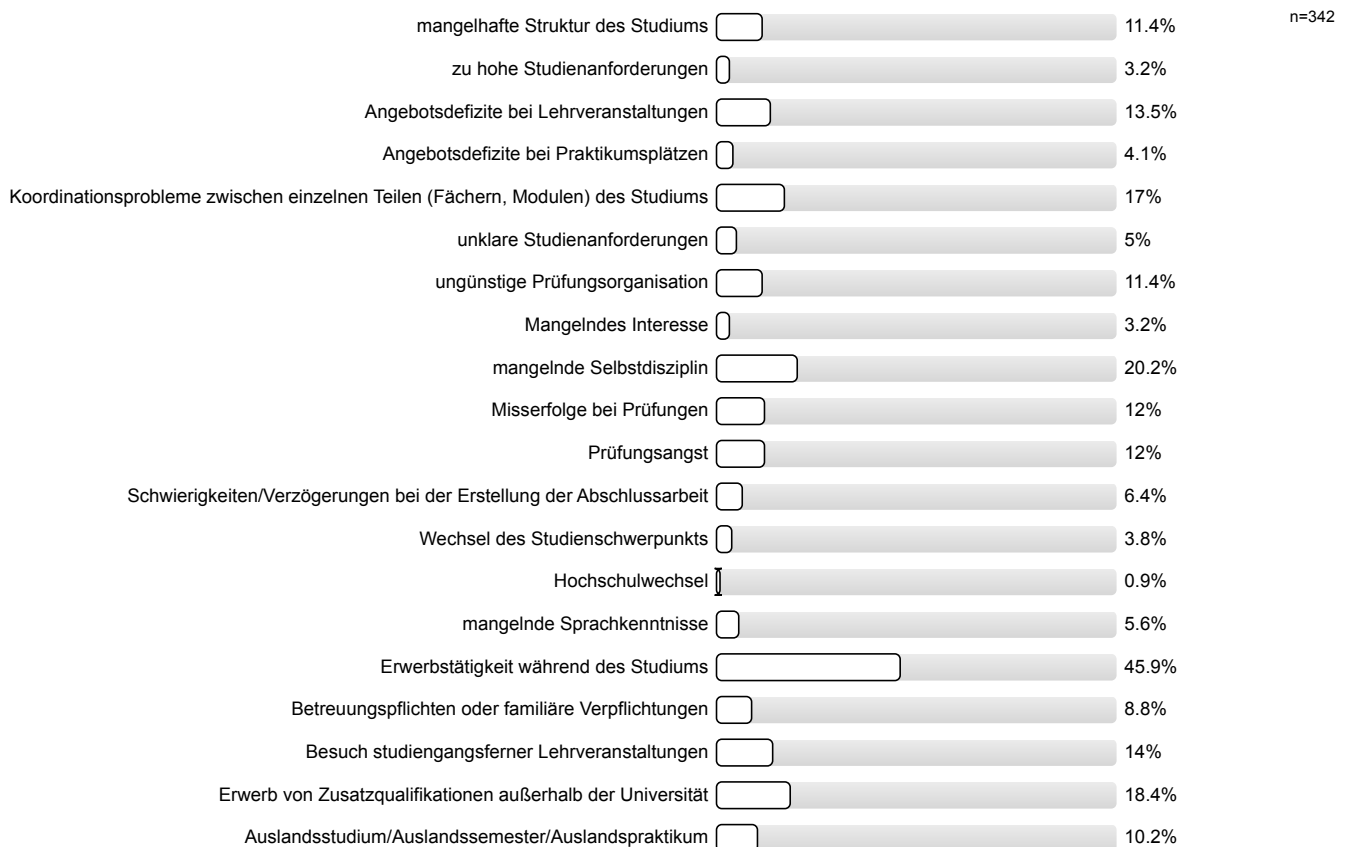 n=342
mangelhafte Struktur des Studiums 11.4%
zu hohe Studienanforderungen 3.2%
Angebotsdefizite bei Lehrveranstaltungen 13.5%
Angebotsdefizite bei Praktikumsplätzen 4.1%
Koordinationsprobleme zwischen einzelnen Teilen (Fächern, Modulen) des Studiums 17%
unklare Studienanforderungen 5%
ungünstige Prüfungsorganisation 11.4%
Mangelndes Interesse 3.2%
mangelnde Selbstdisziplin 20.2%
Misserfolge bei Prüfungen 12%
Prüfungsangst 12%
Schwierigkeiten/Verzögerungen bei der Erstellung der Abschlussarbeit 6.4%
Wechsel des Studienschwerpunkts 3.8%
Hochschulwechsel 0.9%
mangelnde Sprachkenntnisse 5.6%
Erwerbstätigkeit während des Studiums 45.9%
Betreuungspflichten oder familiäre Verpflichtungen 8.8%
Besuch studiengangsferner Lehrveranstaltungen 14%
Erwerb von Zusatzqualifikationen außerhalb der Universität 18.4%
Auslandsstudium/Auslandssemester/Auslandspraktikum 10.2%